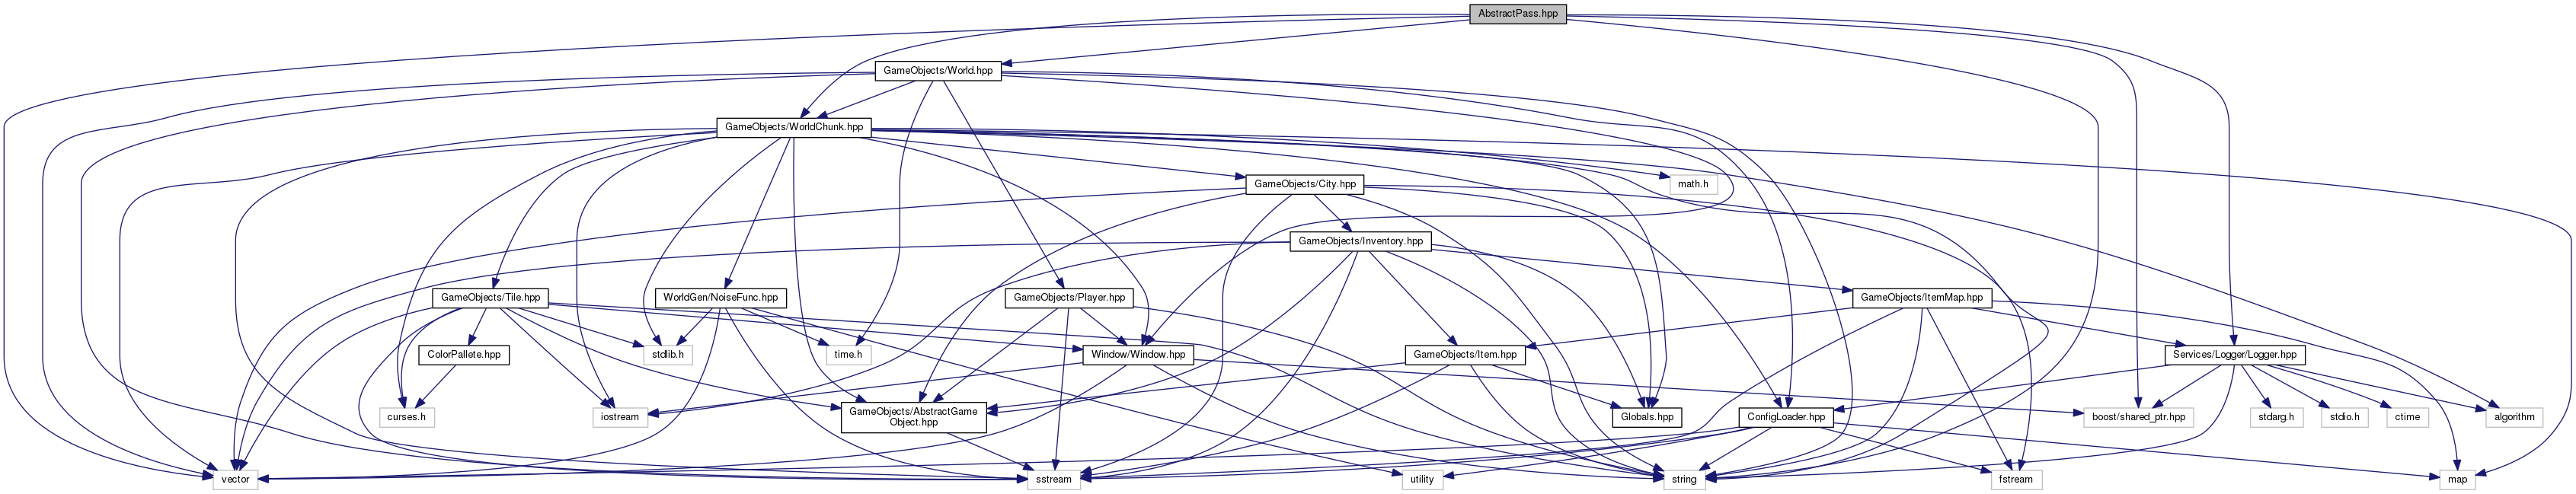 AbstractPass.hpp
GameObjects/World.hpp
GameObjects/WorldChunk.hpp
GameObjects/City.hpp
math.h
GameObjects/Inventory.hpp
GameObjects/Tile.hpp
WorldGen/NoiseFunc.hpp
GameObjects/Player.hpp
GameObjects/ItemMap.hpp
ColorPallete.hpp
stdlib.h
time.h
Window/Window.hpp
GameObjects/Item.hpp
Services/Logger/Logger.hpp
curses.h
iostream
GameObjects/AbstractGame
Object.hpp
Globals.hpp
ConfigLoader.hpp
boost/shared_ptr.hpp
stdarg.h
stdio.h
ctime
algorithm
vector
sstream
utility
string
fstream
map